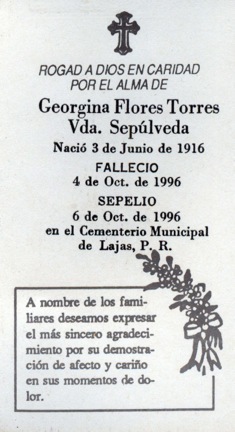 ROGAD A DIOS EN CARIDAD
POR EL ALMA DE
Georgina Flores Torres
Vda. Sepúlveda
Nació 3 de Junio de 1916
FALLECIO
4 de Oct. de 1996
SEPELIO
6 de Oct. de 1996
en el Cementerio Municipal
de Lajas, P. R.
A nombre de los fami-
liares deseamos expresar
el más sincero agradeci-
miento por su demostra-
ción de afecto y cariño
en sus momentos de do-
lor.